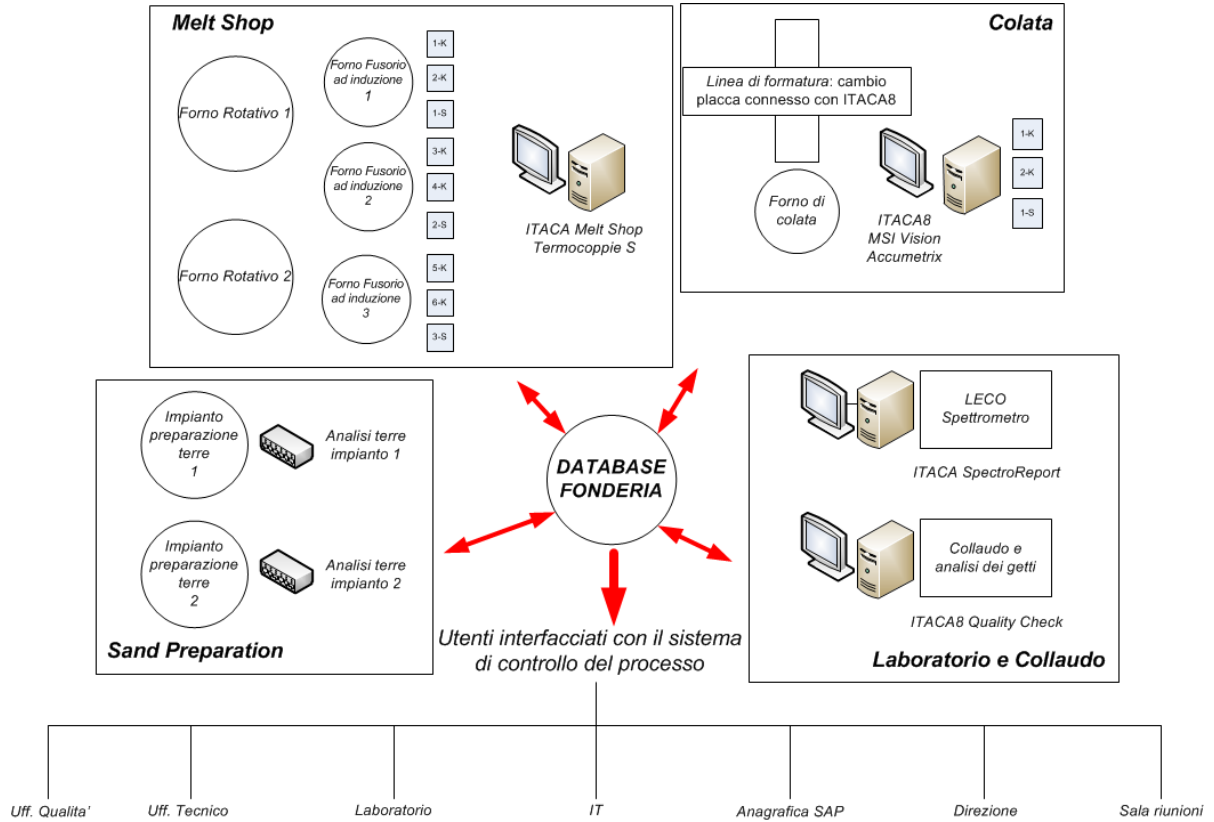 Melt Shop
Forno Rotativo 1
Forno Rotativo 2
Forno Fusorio
ad induzione
1
Forno Fusorio
ad induzione
2
Forno Fusorio
ad induzione
3
1-K
2-K
1-S
3-K
4-K
2-S
5-K
6-K
3-S
ITACA Melt Shop
Termocoppie S
Colata
Linea di formatura: cambio
placca connesso con ITACA8
Forno di
colata
ITACA8
MSI Vision
Accumetrix
1-K
2-K
1-S
Impianto
preparazione
terre
1
Analisi terre
impianto 1
Impianto
preparazione
terre
2
Analisi terre
impianto 2
Sand Preparation
DATABASE
FONDERIA
LECO
Spettrometro
ITACA SpectroReport
Collaudo e
analisi dei getti
ITACA8 Quality Check
Laboratorio e Collaudo
Utenti interfacciati con il sistema
di controllo del processo
Uff. Qualita'
Uff. Tecnico
Laboratorio
IT
Anagrafica SAP
Direzione
Sala riunioni